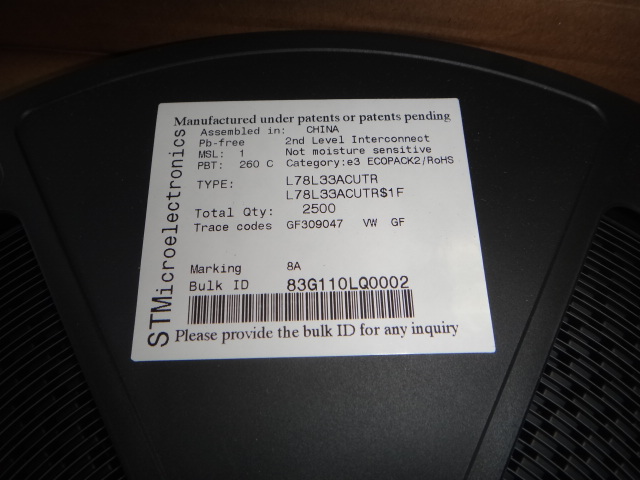 STMicroelectronics
Manufactured under patents or patents pending
Assembled in: CHINA
Pb-free 2nd Level Interconnect
MSL: 1 Not moisture sensitive
PBT: 260 C Category:e3 ECOPACK2/RoHS
TYPE: L78L33ACUTR
L78L33ACUTR$1F
Total Qty: 2500
Trace codes GF309047 VW GF
Marking 8A
Bulk ID 83G110LQ0002
Please provide the bulk ID for any inquiry